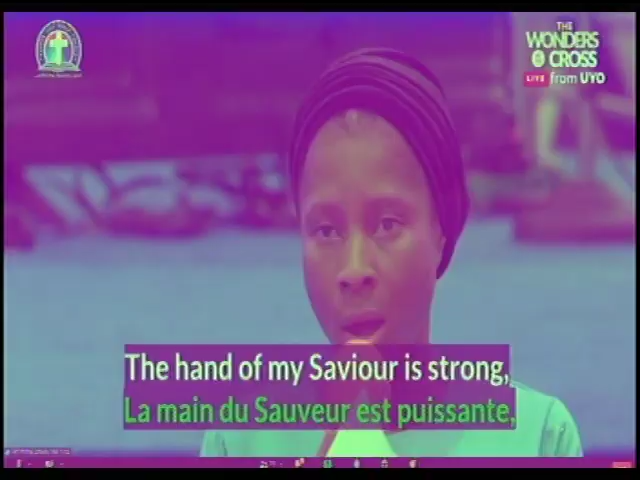 THE
WONDERS
CROSS
LIVE from UYO
The hand of my Saviour is strong,
La main du Sauveur est puissante,